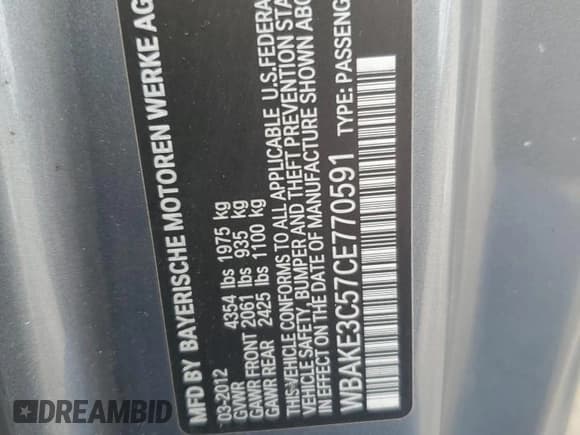 MFD BY BAYERISCHE MOTOREN WERKE AG
03-2012
GVWR 4354 lbs 1975 kg
GAWR FRONT 2061 lbs 935 kg
GAWR REAR 2425 lbs 1100 kg
THIS VEHICLE CONFORMS TO ALL APPLICABLE U.S. FEDERA
VEHICLE SAFETY, BUMPER AND THEFT PREVENTION STA
IN EFFECT ON THE DATE OF MANUFACTURE SHOWN ABO
WBAKE3C57CE770591 TYPE: PASSENG
DREAMBID